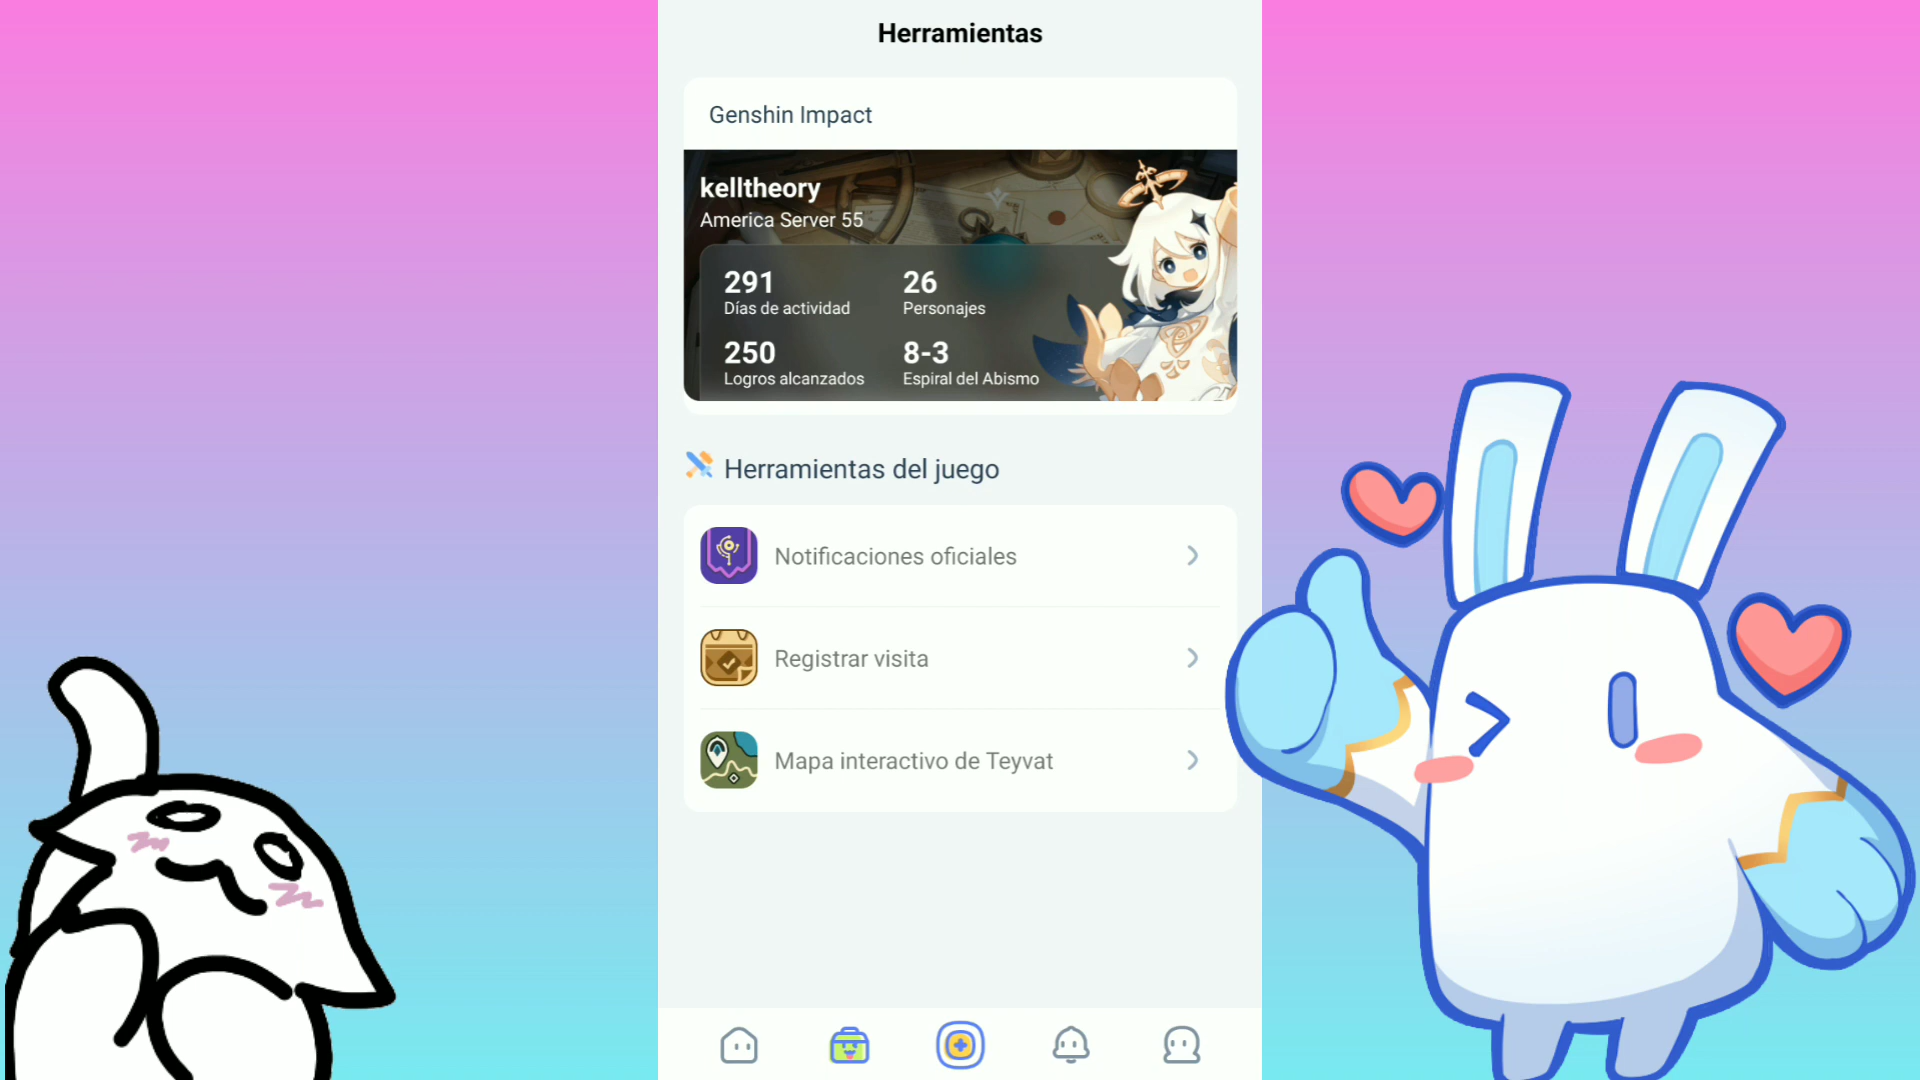 Herramientas
Genshin Impact
kelltheory
America Server 55
291
Días de actividad
26
Personajes
250
Logros alcanzados
8-3
Espiral del Abismo
Herramientas del juego
Notificaciones oficiales
Registrar visita
Mapa interactivo de Teyvat